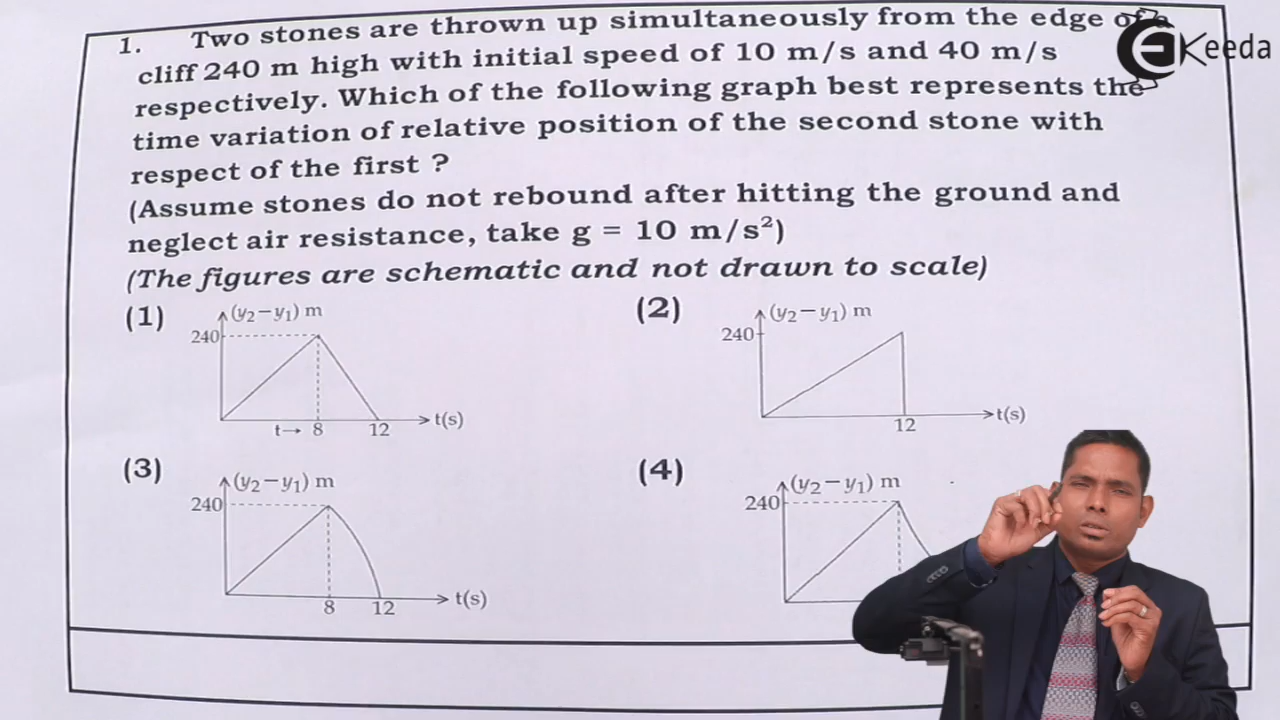 1. Two stones are thrown up simultaneously from the edge of a
cliff 240 m high with initial speed of 10 m/s and 40 m/s
respectively. Which of the following graph best represents the
time variation of relative position of the second stone with
respect of the first ?
(Assume stones do not rebound after hitting the ground and
neglect air resistance, take g = 10 m/s²)
(The figures are schematic and not drawn to scale)
(1) (y₂−y₁) m
240
t→ 8 12 t(s)
(2) (y₂−y₁) m
240
12 t(s)
(3) (y₂−y₁) m
240
8 12 t(s)
(4) (y₂−y₁) m
240
Ekeeda